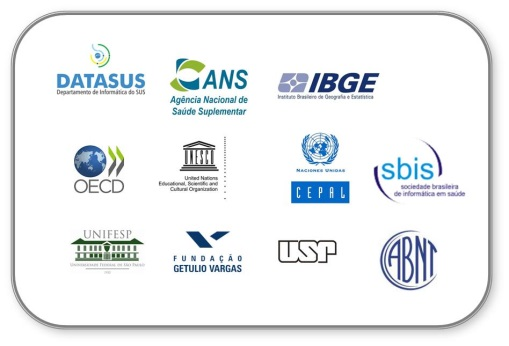 DATASUS
Departamento de Informática do SUS
ANS
Agência Nacional de
Saúde Suplementar
IBGE
Instituto Brasileiro de Geografia e Estatística
OECD
UNESCO
United Nations
Educational, Scientific and
Cultural Organization
NACIONES UNIDAS
CEPAL
sbis
sociedade brasileira
de informática em saúde
UNIFESP
UNIVERSIDADE FEDERAL DE SÃO PAULO
FUNDAÇÃO
GETULIO VARGAS
USP
ABNT